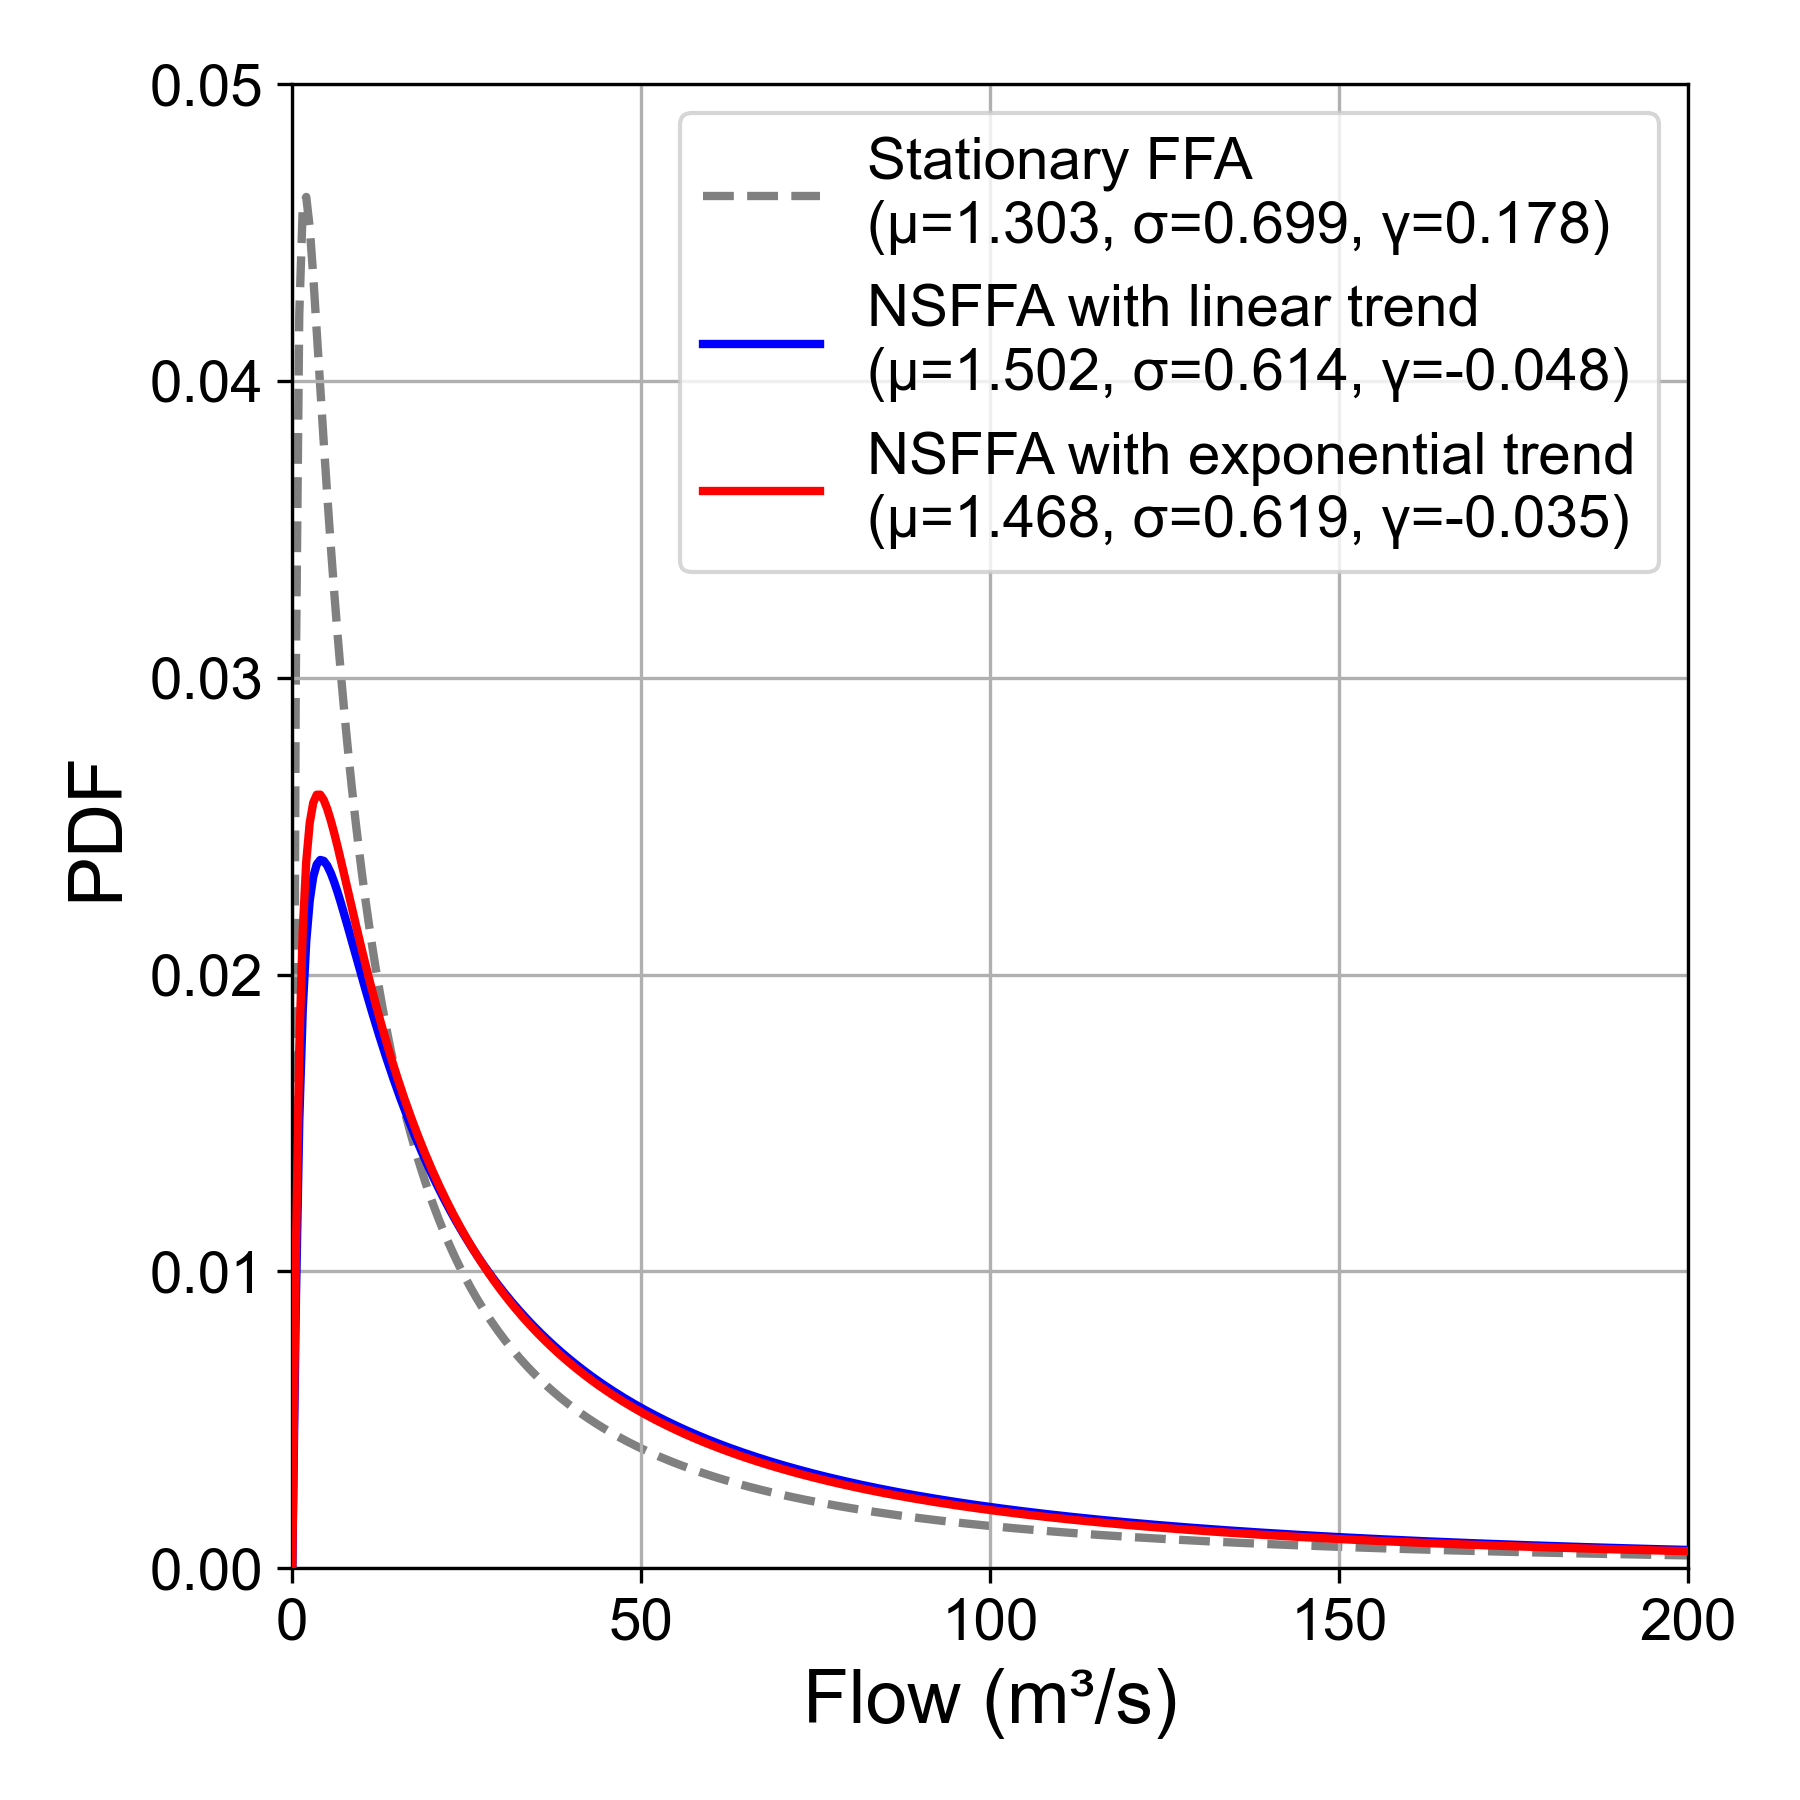 0.05
0.04
0.03
0.02
0.01
0.00
PDF
Stationary FFA
(μ=1.303, σ=0.699, γ=0.178)
NSFFA with linear trend
(μ=1.502, σ=0.614, γ=-0.048)
NSFFA with exponential trend
(μ=1.468, σ=0.619, γ=-0.035)
0 50 100 150 200
Flow (m³/s)